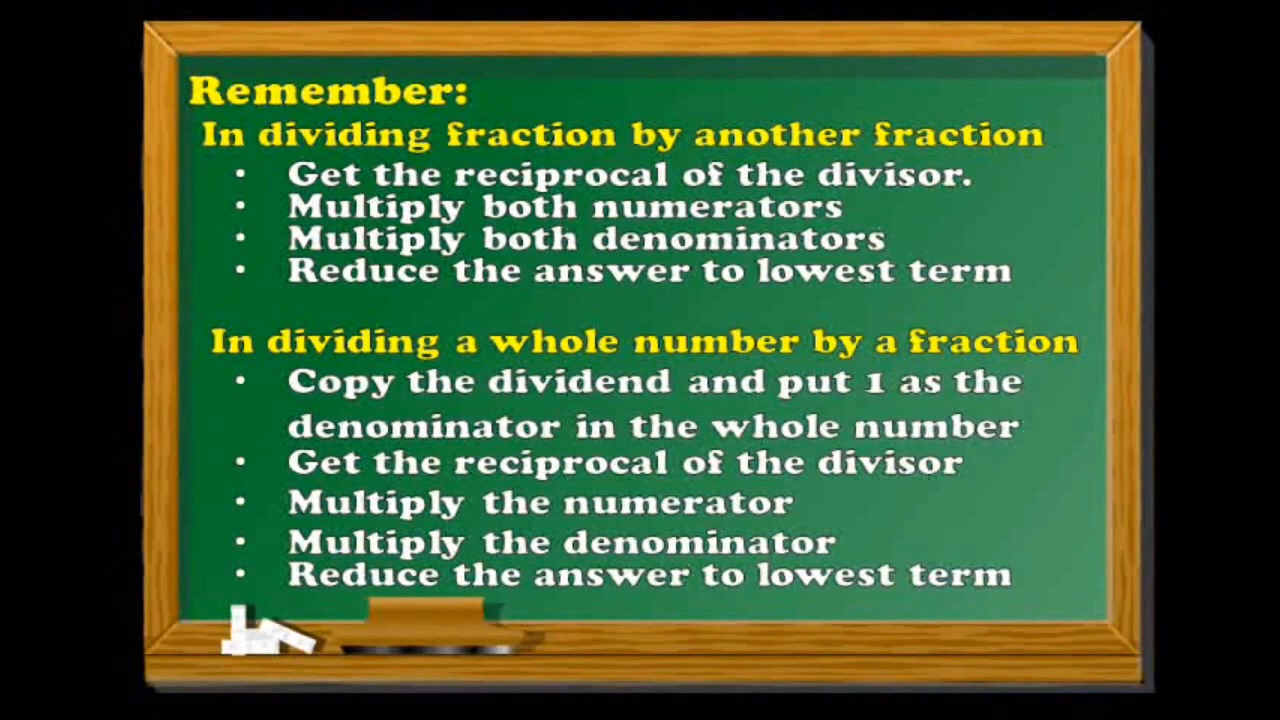 Remember:
In dividing fraction by another fraction
• Get the reciprocal of the divisor.
• Multiply both numerators
• Multiply both denominators
• Reduce the answer to lowest term
In dividing a whole number by a fraction
• Copy the dividend and put 1 as the
denominator in the whole number
• Get the reciprocal of the divisor
• Multiply the numerator
• Multiply the denominator
• Reduce the answer to lowest term